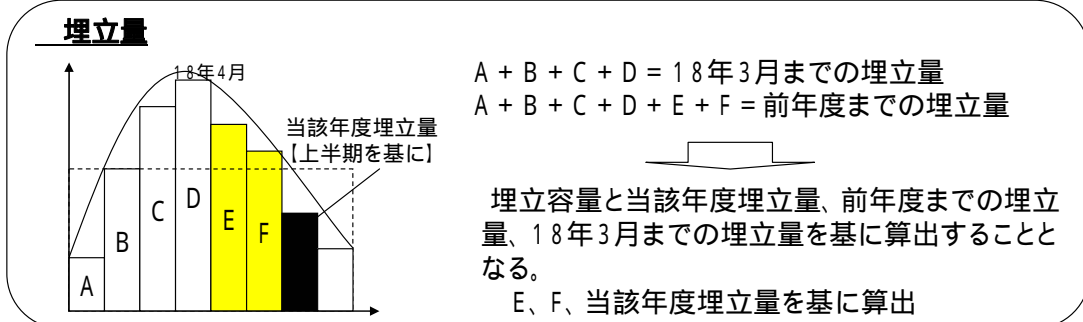 埋立量
18年4月
当該年度埋立量
【上半期を基に】
A
B
C
D
E
F
A+B+C+D=18年3月までの埋立量
A+B+C+D+E+F=前年度までの埋立量
埋立容量と当該年度埋立量、前年度までの埋立
量、18年3月までの埋立量を基に算出することと
なる。
E、F、当該年度埋立量を基に算出